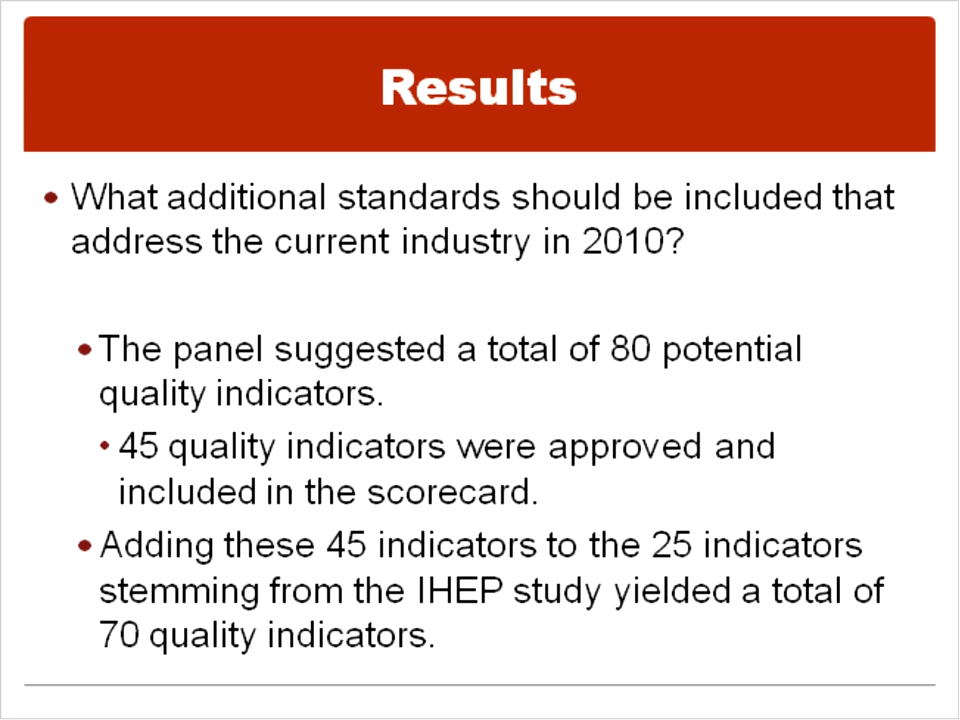 Results
• What additional standards should be included that
address the current industry in 2010?
• The panel suggested a total of 80 potential
quality indicators.
• 45 quality indicators were approved and
included in the scorecard.
• Adding these 45 indicators to the 25 indicators
stemming from the IHEP study yielded a total of
70 quality indicators.